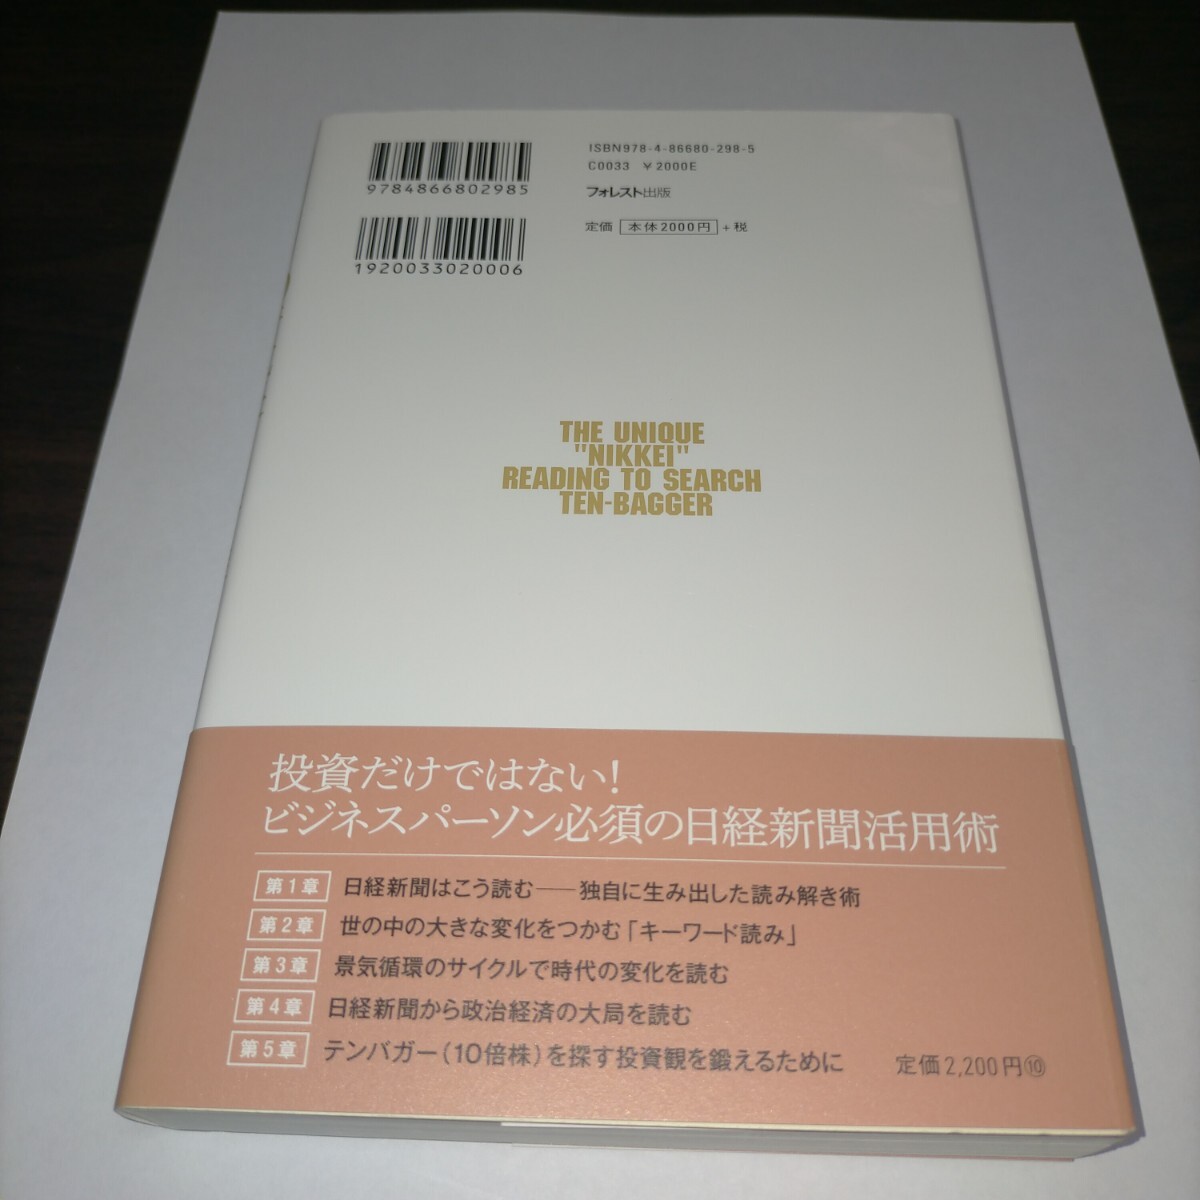 9784866802985
1920033020006
ISBN978-4-86680-298-5
C0033 ¥2000E
フォレスト出版
定価 本体2000円 +税
THE UNIQUE
"NIKKEI"
READING TO SEARCH
TEN-BAGGER
投資だけではない!
ビジネスパーソン必須の日経新聞活用術
第1章 日経新聞はこう読む──独自に生み出した読み解き術
第2章 世の中の大きな変化をつかむ「キーワード読み」
第3章 景気循環のサイクルで時代の変化を読む
第4章 日経新聞から政治経済の大局を読む
第5章 テンバガー(10倍株)を探す投資観を鍛えるために
定価2,200円⑩